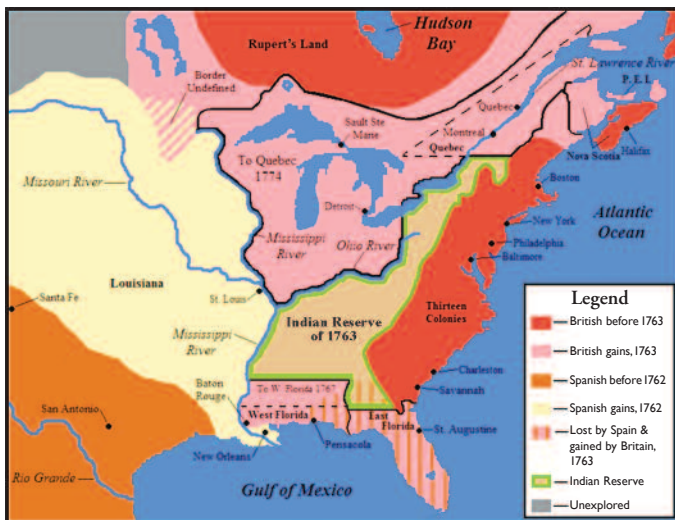 Hudson
Bay
Rupert's Land
St. Lawrence River
Border
Undefined
P.E.I.
Quebec
Sault Ste
Marie
Montreal
Quebec
To Quebec
1774
Nova Scotia
Halifax
Missouri River
Boston
Detroit
New York
Atlantic
Ocean
Mississippi
River
Ohio River
Philadelphia
Baltimore
Louisiana
St. Louis
Santa Fe
Indian Reserve
of 1763
Thirteen
Colonies
Mississippi
River
Charleston
To W. Florida 1767
Savannah
Baton
Rouge
West Florida
East
Florida
San Antonio
St. Augustine
Pensacola
New Orleans
Rio Grande
Gulf of Mexico
Legend
British before 1763
British gains, 1763
Spanish before 1762
Spanish gains, 1762
Lost by Spain &
gained by Britain,
1763
Indian Reserve
Unexplored